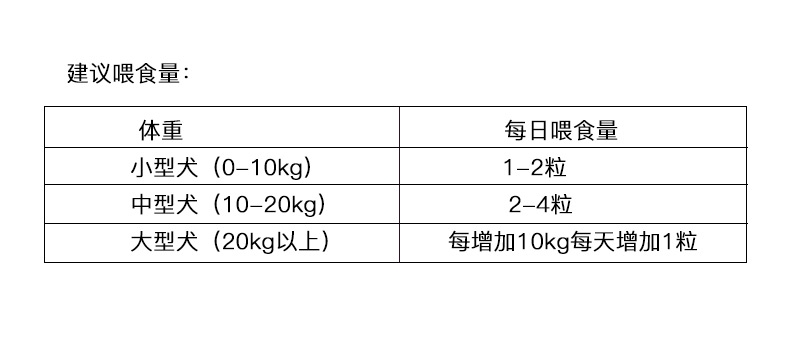 建议喂食量：
体重 每日喂食量
小型犬（0-10kg） 1-2粒
中型犬（10-20kg） 2-4粒
大型犬（20kg以上） 每增加10kg每天增加1粒